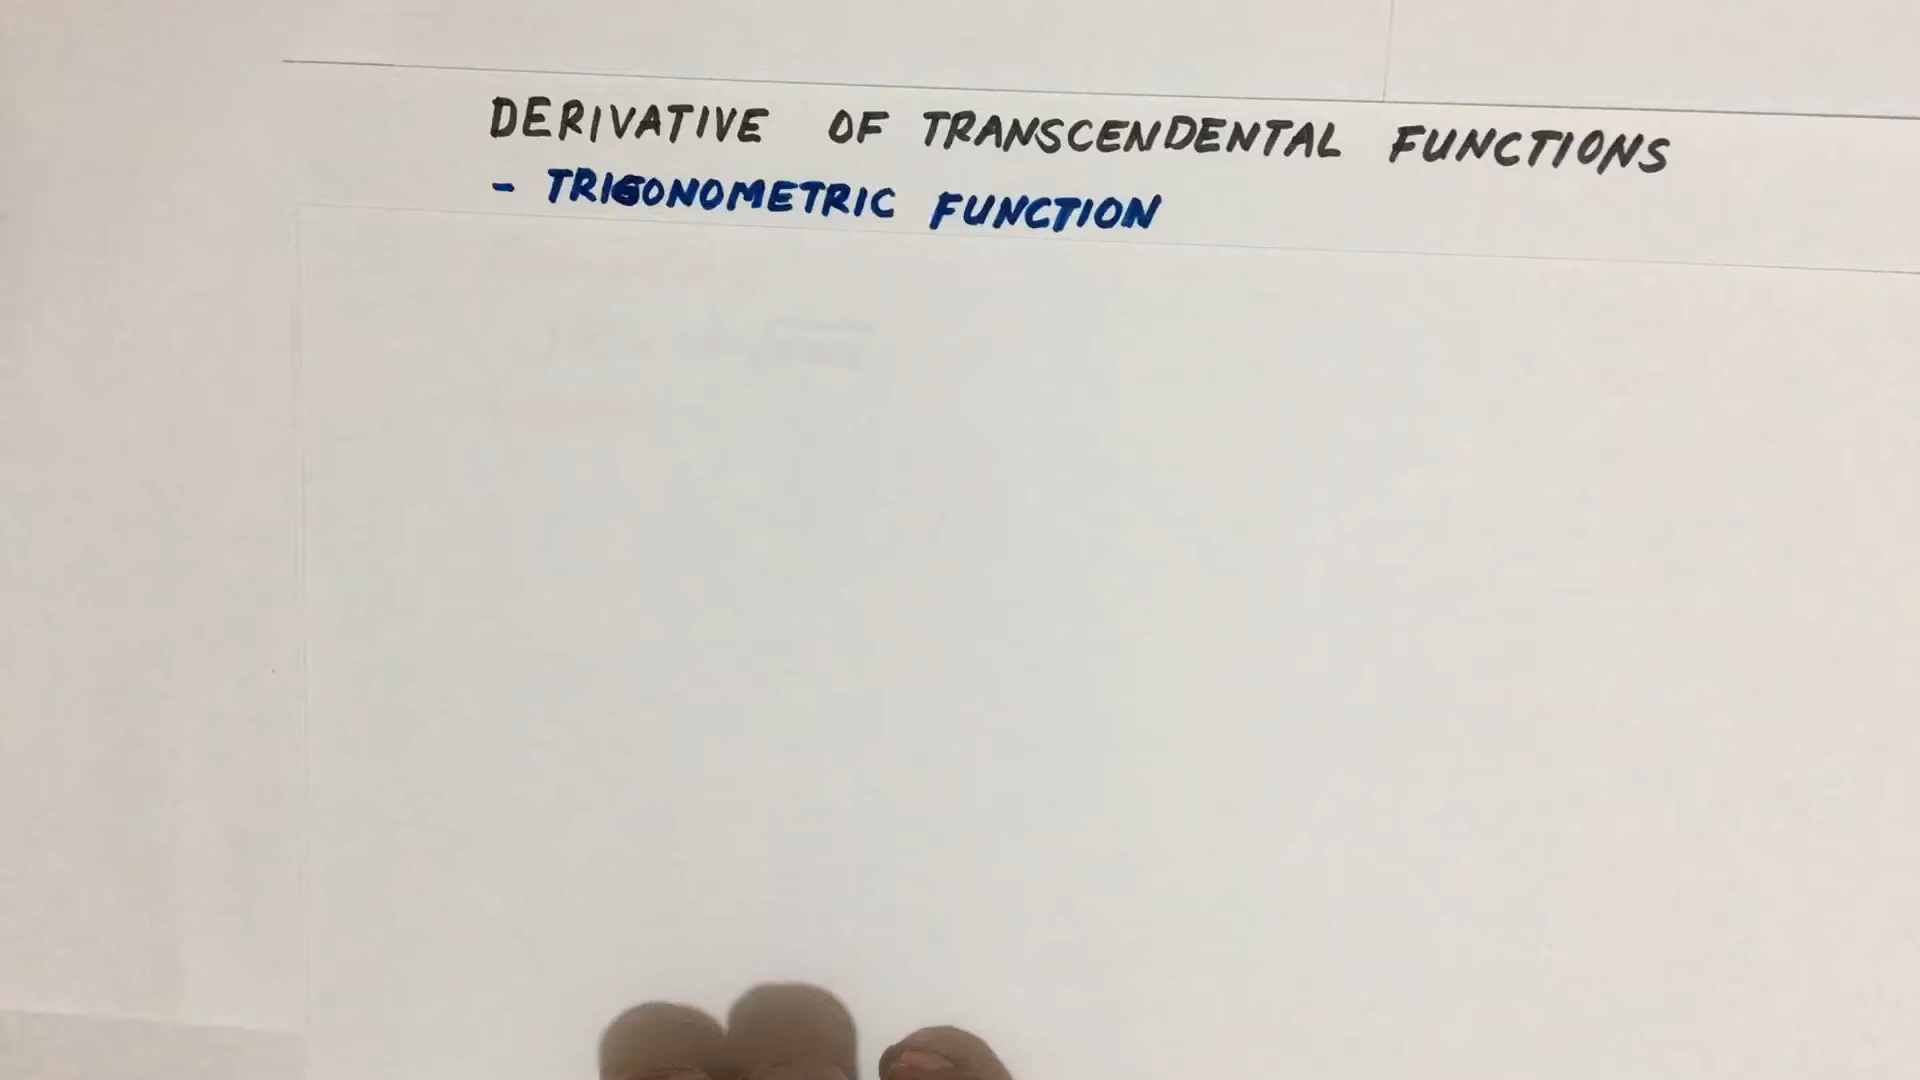 DERIVATIVE OF TRANSCENDENTAL FUNCTIONS
- TRIGONOMETRIC FUNCTION